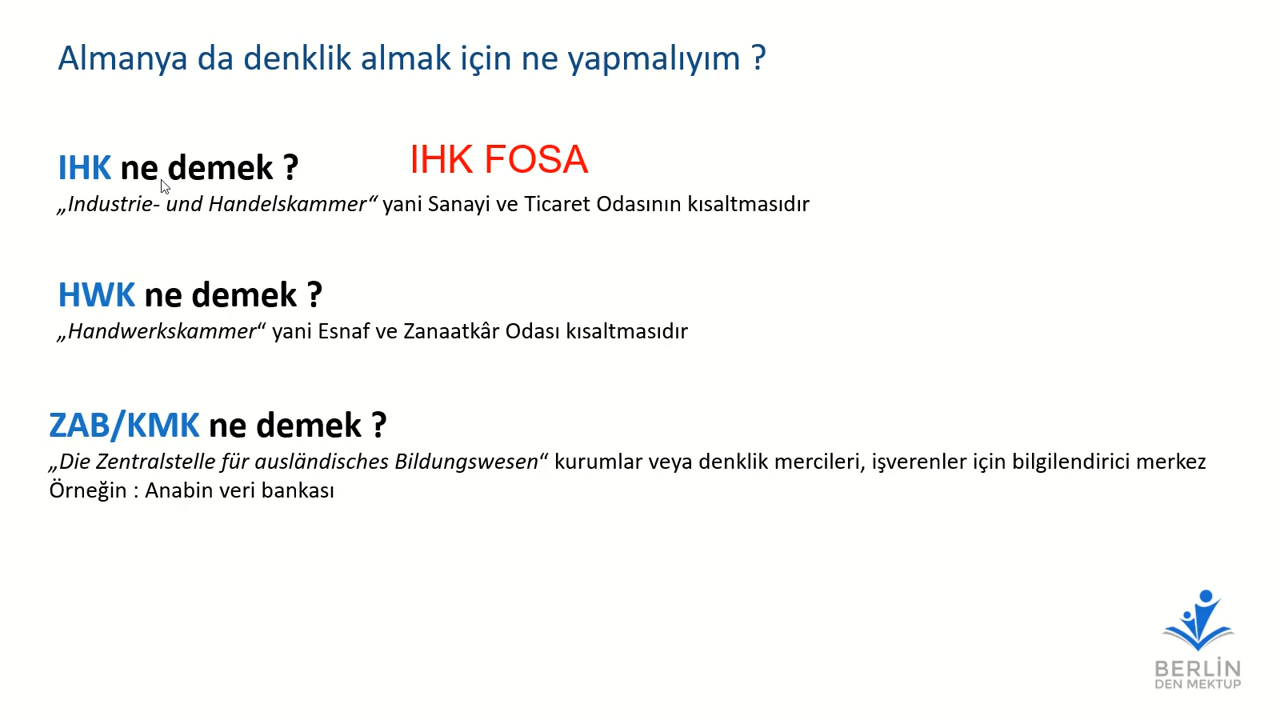 Almanya da denklik almak için ne yapmalıyım ?
IHK ne demek ?
IHK FOSA
„Industrie- und Handelskammer“ yani Sanayi ve Ticaret Odasının kısaltmasıdır
HWK ne demek ?
„Handwerkskammer“ yani Esnaf ve Zanaatkâr Odası kısaltmasıdır
ZAB/KMK ne demek ?
„Die Zentralstelle für ausländisches Bildungswesen“ kurumlar veya denklik mercileri, işverenler için bilgilendirici merkez
Örneğin : Anabin veri bankası
BERLİN
DEN MEKTUP